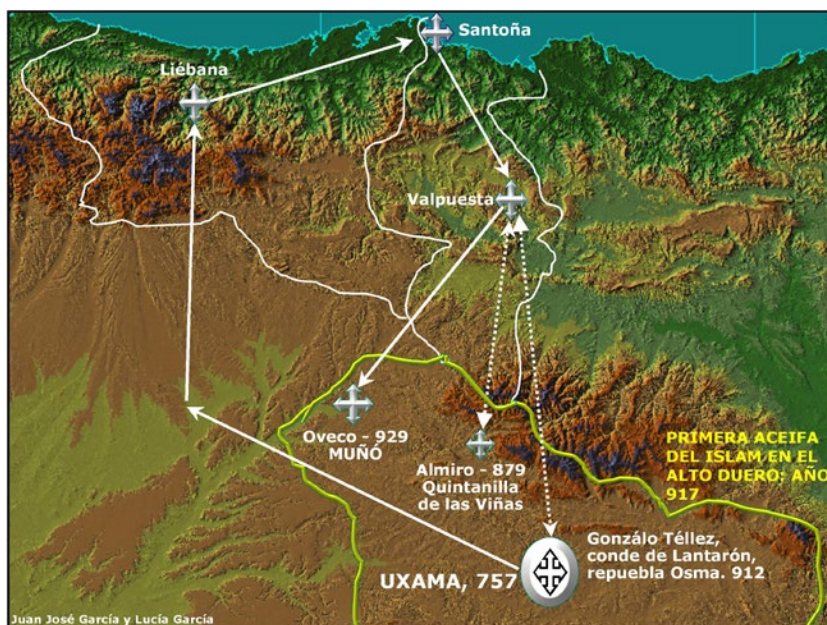 Santoña
Liébana
Valpuesta
Oveco - 929
MUÑÓ
Almiro - 879
Quintanilla
de las Viñas
PRIMERA ACEIFA
DEL ISLAM EN EL
ALTO DUERO: AÑO
917
Gonzálo Téllez,
conde de Lantarón,
repuebla Osma. 912
UXAMA, 757
Juan José García y Lucía García